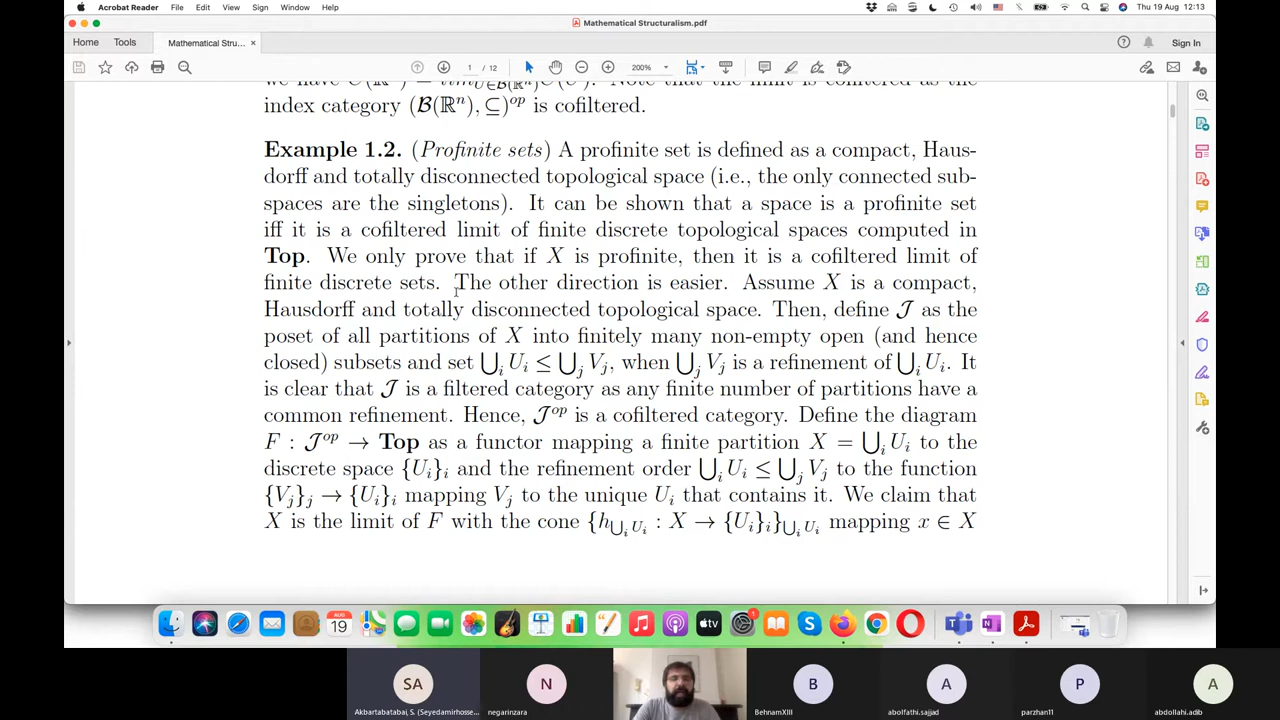 Acrobat Reader File Edit View Sign Window Help Thu 19 Aug 12:13
Mathematical Structuralism.pdf
Home Tools Mathematical Stru... × Sign In
1 / 12 200%
index category (𝓑(ℝⁿ), ⊆)ᵒᵖ is cofiltered.
Example 1.2. (Profinite sets) A profinite set is defined as a compact, Haus-
dorff and totally disconnected topological space (i.e., the only connected sub-
spaces are the singletons). It can be shown that a space is a profinite set
iff it is a cofiltered limit of finite discrete topological spaces computed in
Top. We only prove that if X is profinite, then it is a cofiltered limit of
finite discrete sets. The other direction is easier. Assume X is a compact,
Hausdorff and totally disconnected topological space. Then, define 𝒥 as the
poset of all partitions of X into finitely many non-empty open (and hence
closed) subsets and set ⋃ᵢ Uᵢ ≤ ⋃ⱼ Vⱼ, when ⋃ⱼ Vⱼ is a refinement of ⋃ᵢ Uᵢ. It
is clear that 𝒥 is a filtered category as any finite number of partitions have a
common refinement. Hence, 𝒥ᵒᵖ is a cofiltered category. Define the diagram
F : 𝒥ᵒᵖ → Top as a functor mapping a finite partition X = ⋃ᵢ Uᵢ to the
discrete space {Uᵢ}ᵢ and the refinement order ⋃ᵢ Uᵢ ≤ ⋃ⱼ Vⱼ to the function
{Vⱼ}ⱼ → {Uᵢ}ᵢ mapping Vⱼ to the unique Uᵢ that contains it. We claim that
X is the limit of F with the cone {h_{⋃ᵢ Uᵢ} : X → {Uᵢ}ᵢ}_{⋃ᵢ Uᵢ} mapping x ∈ X
AUG
19
tv
SA N B A P A
Akbartabatabai, S. (Seyedamirhosse... negarinzara BehnamXIII abolfathi.sajjad parzhan11 abdollahi.adib